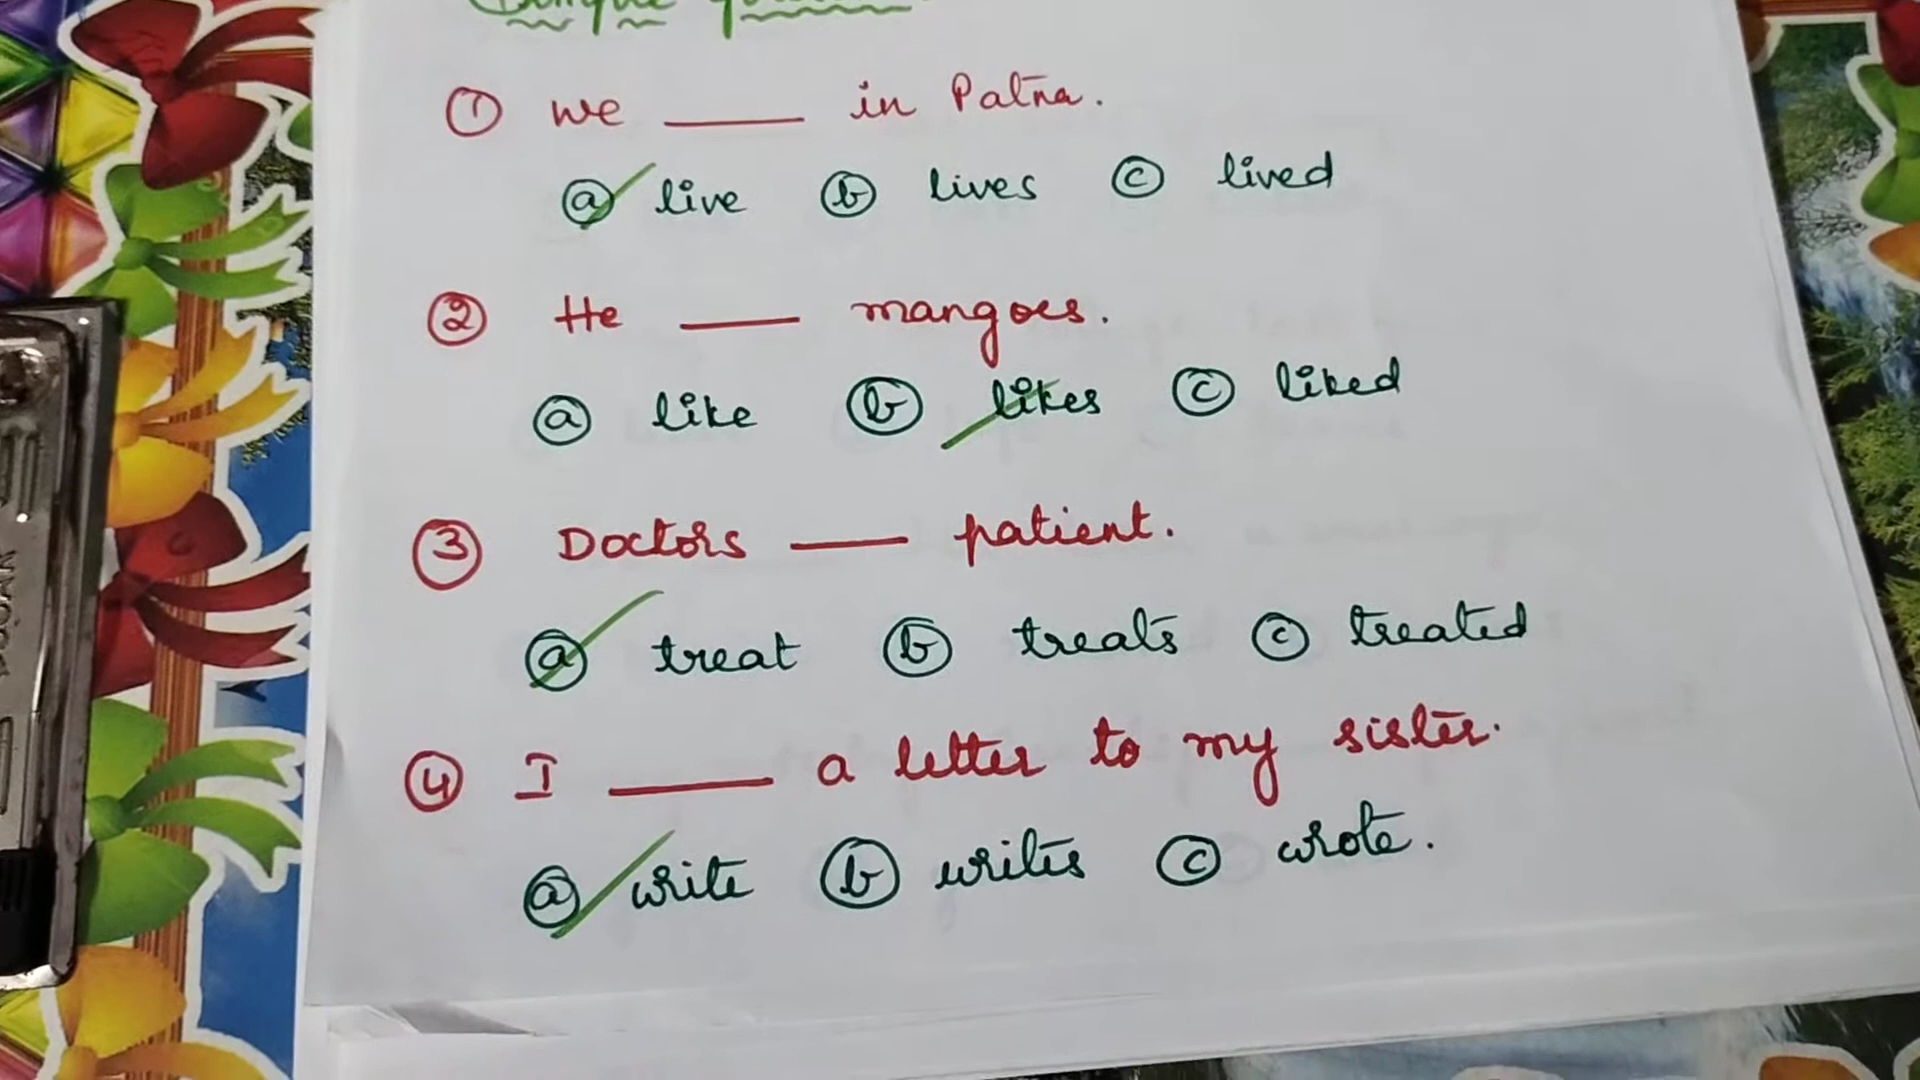 ① We ____ in Patna.
ⓐ live ⓑ lives ⓒ lived
② He ____ mangoes.
ⓐ like ⓑ likes ⓒ liked
③ Doctors ____ patient.
ⓐ treat ⓑ treats ⓒ treated
④ I ____ a letter to my sister.
ⓐ write ⓑ writes ⓒ wrote.